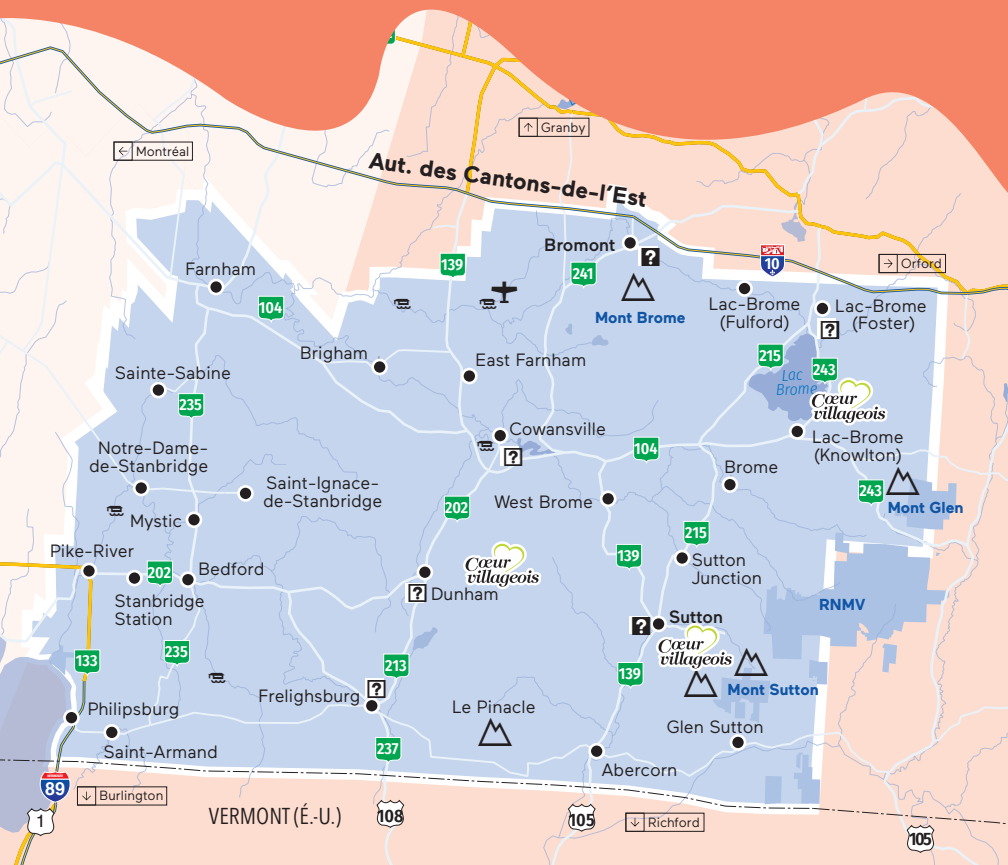 ↑ Granby
← Montréal
Aut. des Cantons-de-l'Est
Bromont
?
139
241
10
→ Orford
Farnham
104
Mont Brome
Lac-Brome
(Fulford)
Lac-Brome
(Foster)
?
Brigham
East Farnham
215
243
Lac
Brome
Cœur
villageois
Sainte-Sabine
235
Cowansville
?
104
Lac-Brome
(Knowlton)
Notre-Dame-
de-Stanbridge
Saint-Ignace-
de-Stanbridge
Brome
243
Mont Glen
West Brome
202
Mystic
215
Pike-River
139
Sutton
Junction
202
Bedford
Cœur
villageois
Stanbridge
Station
?
Dunham
RNMV
?
Sutton
Cœur
villageois
133
235
213
139
Mont Sutton
?
Frelighsburg
Philipsburg
Le Pinacle
Glen Sutton
Saint-Armand
237
Abercorn
89
↓ Burlington
1
VERMONT (É.-U.)
108
105
↓ Richford
105